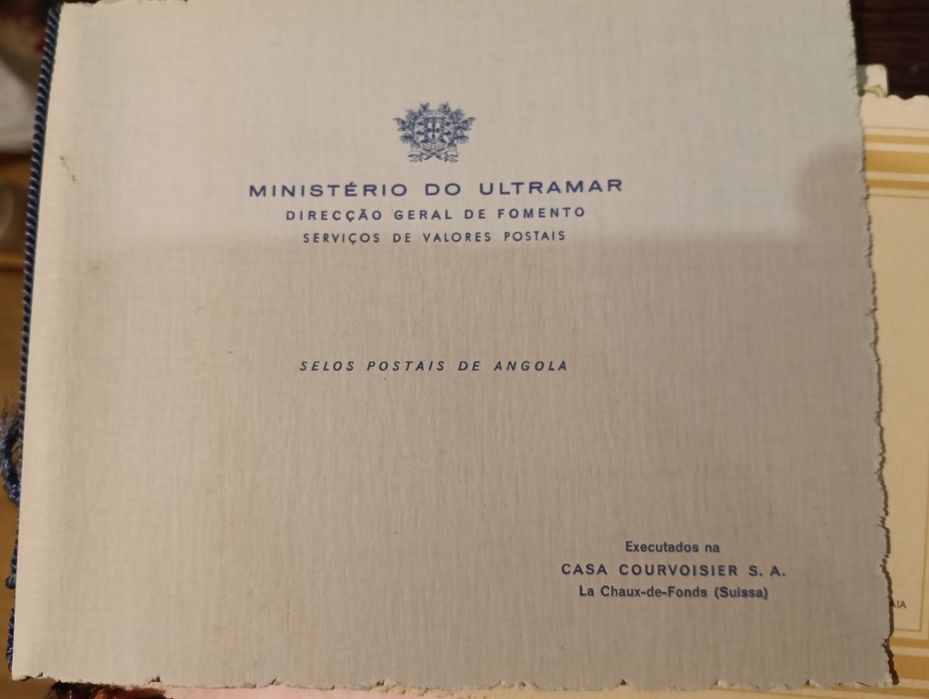 MINISTÉRIO DO ULTRAMAR
DIRECÇÃO GERAL DE FOMENTO
SERVIÇOS DE VALORES POSTAIS
SELOS POSTAIS DE ANGOLA
Executados na
CASA COURVOISIER S. A.
La Chaux-de-Fonds (Suissa)